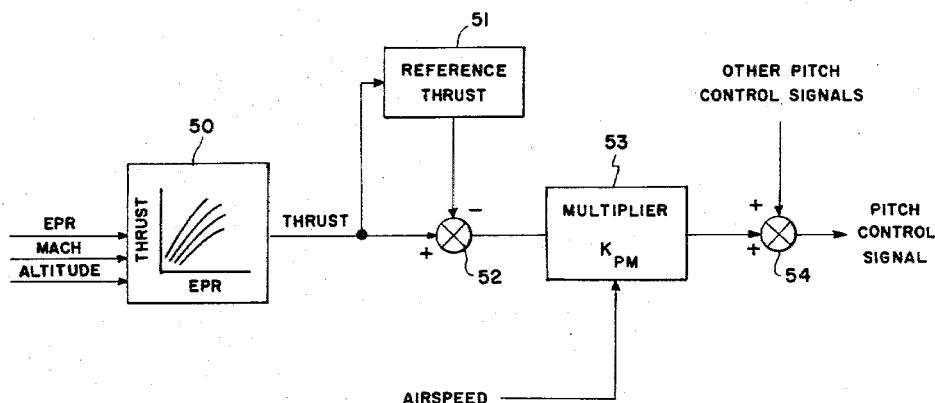 51
REFERENCE
THRUST
OTHER PITCH
CONTROL SIGNALS
50
THRUST
EPR
EPR
MACH
ALTITUDE
THRUST
−
+
52
53
MULTIPLIER
K PM
+
+
54
PITCH
CONTROL
SIGNAL
AIRSPEED